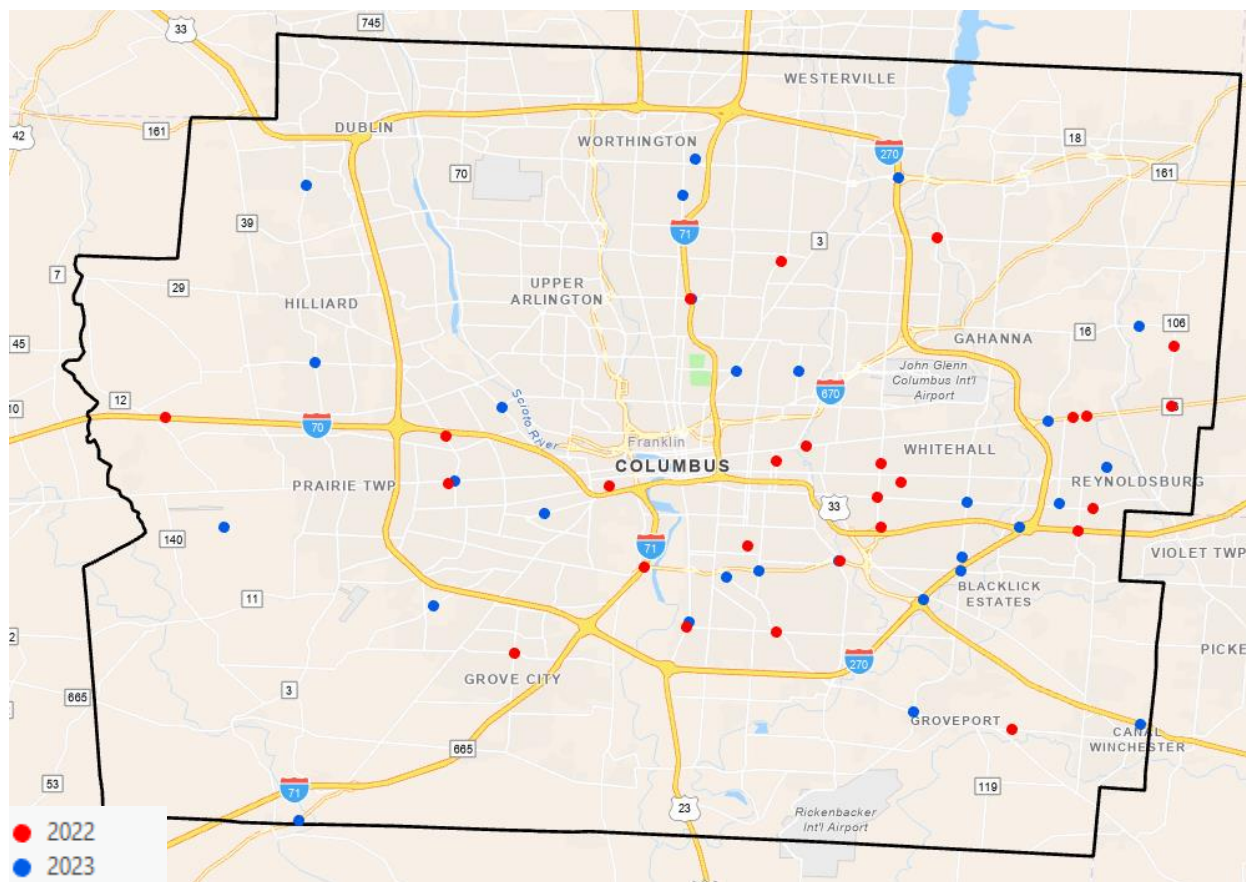 745
33
WESTERVILLE
161
42
DUBLIN
WORTHINGTON
270
18
161
70
39
71
3
7
29
HILLIARD
UPPER
ARLINGTON
16
106
GAHANNA
45
John Glenn
Columbus Int'l
Airport
670
12
10
70
Scioto River
Franklin
COLUMBUS
WHITEHALL
PRAIRIE TWP
REYNOLDSBURG
33
140
71
VIOLET TWP
11
BLACKLICK
ESTATES
2
PICKE
270
3
665
GROVE CITY
GROVEPORT
CANAL
WINCHESTER
665
53
71
119
23
Rickenbacker
Int'l Airport
2022
2023